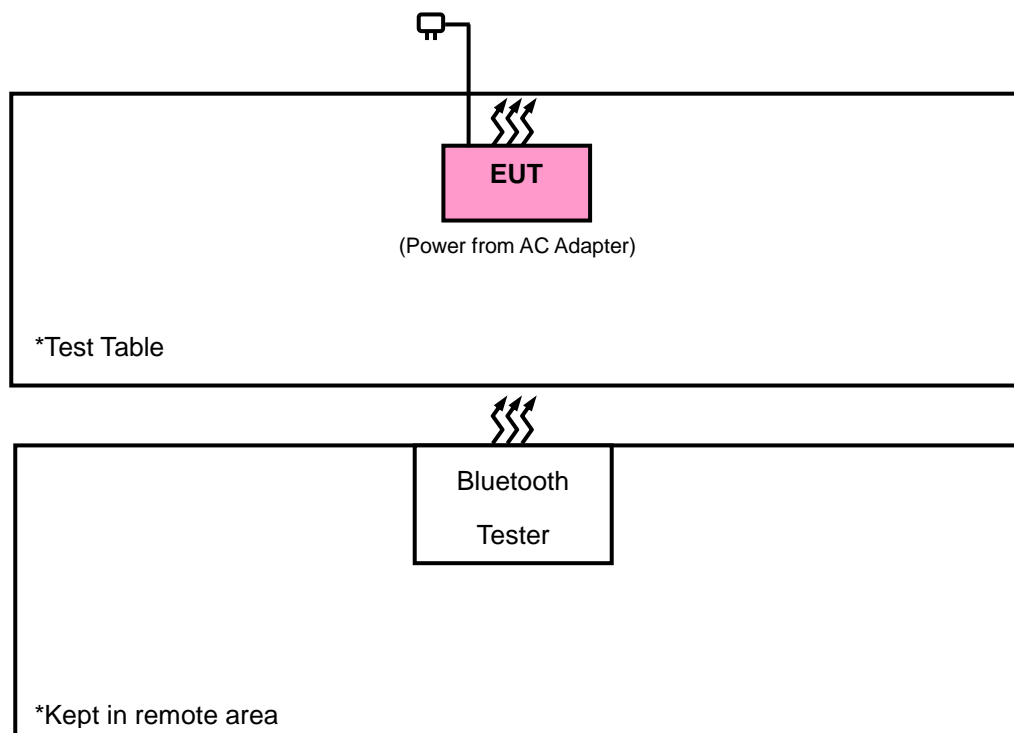 EUT
(Power from AC Adapter)
*Test Table
Bluetooth
Tester
*Kept in remote area